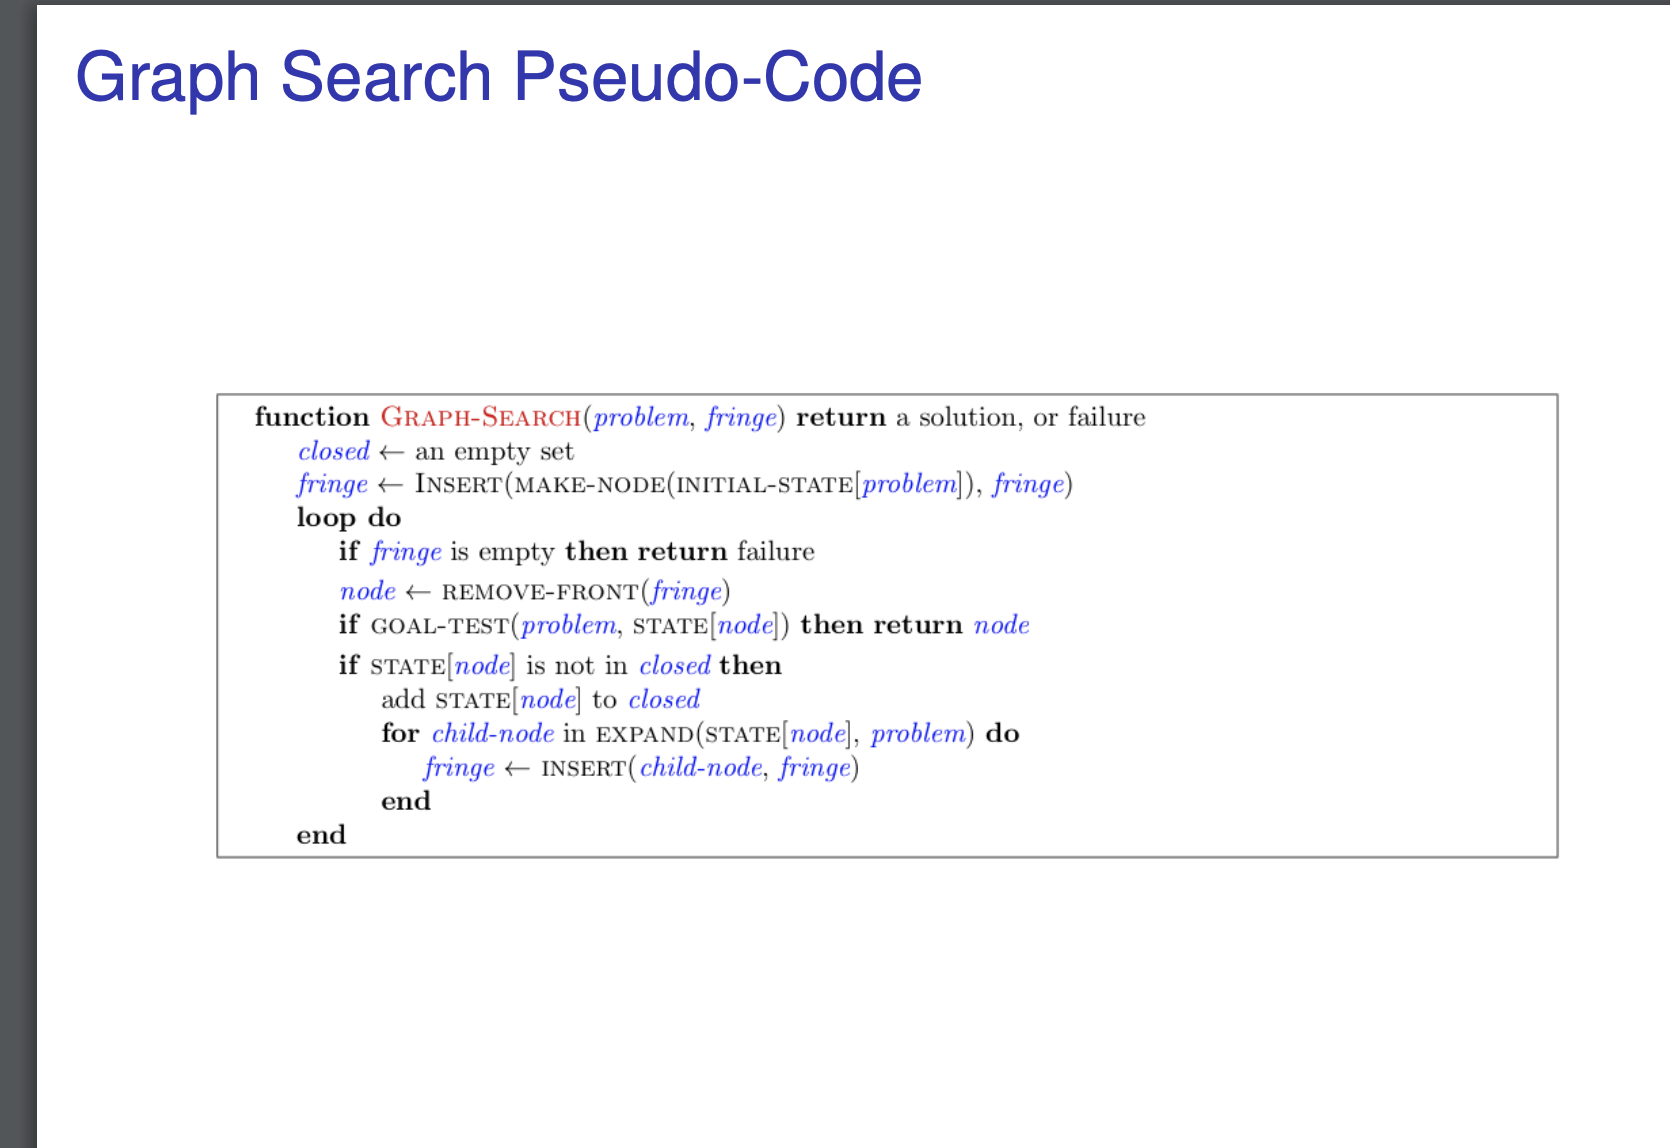 Graph Search Pseudo-Code
function GRAPH-SEARCH(problem, fringe) return a solution, or failure
closed ← an empty set
fringe ← INSERT(MAKE-NODE(INITIAL-STATE[problem]), fringe)
loop do
if fringe is empty then return failure
node ← REMOVE-FRONT(fringe)
if GOAL-TEST(problem, STATE[node]) then return node
if STATE[node] is not in closed then
add STATE[node] to closed
for child-node in EXPAND(STATE[node], problem) do
fringe ← INSERT(child-node, fringe)
end
end